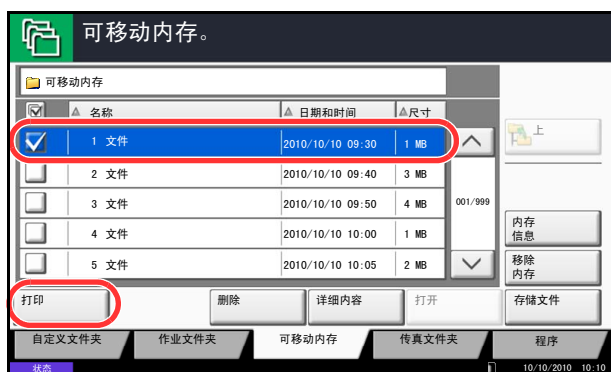 可移动内存。
可移动内存
名称 日期和时间 尺寸
1 文件 2010/10/10 09:30 1 MB
2 文件 2010/10/10 09:40 3 MB
3 文件 2010/10/10 09:50 4 MB
4 文件 2010/10/10 10:00 1 MB
5 文件 2010/10/10 10:05 2 MB
001/999
上
内存
信息
移除
内存
打印 删除 详细内容 打开 存储文件
自定义文件夹 作业文件夹 可移动内存 传真文件夹 程序
状态 10/10/2010 10:10